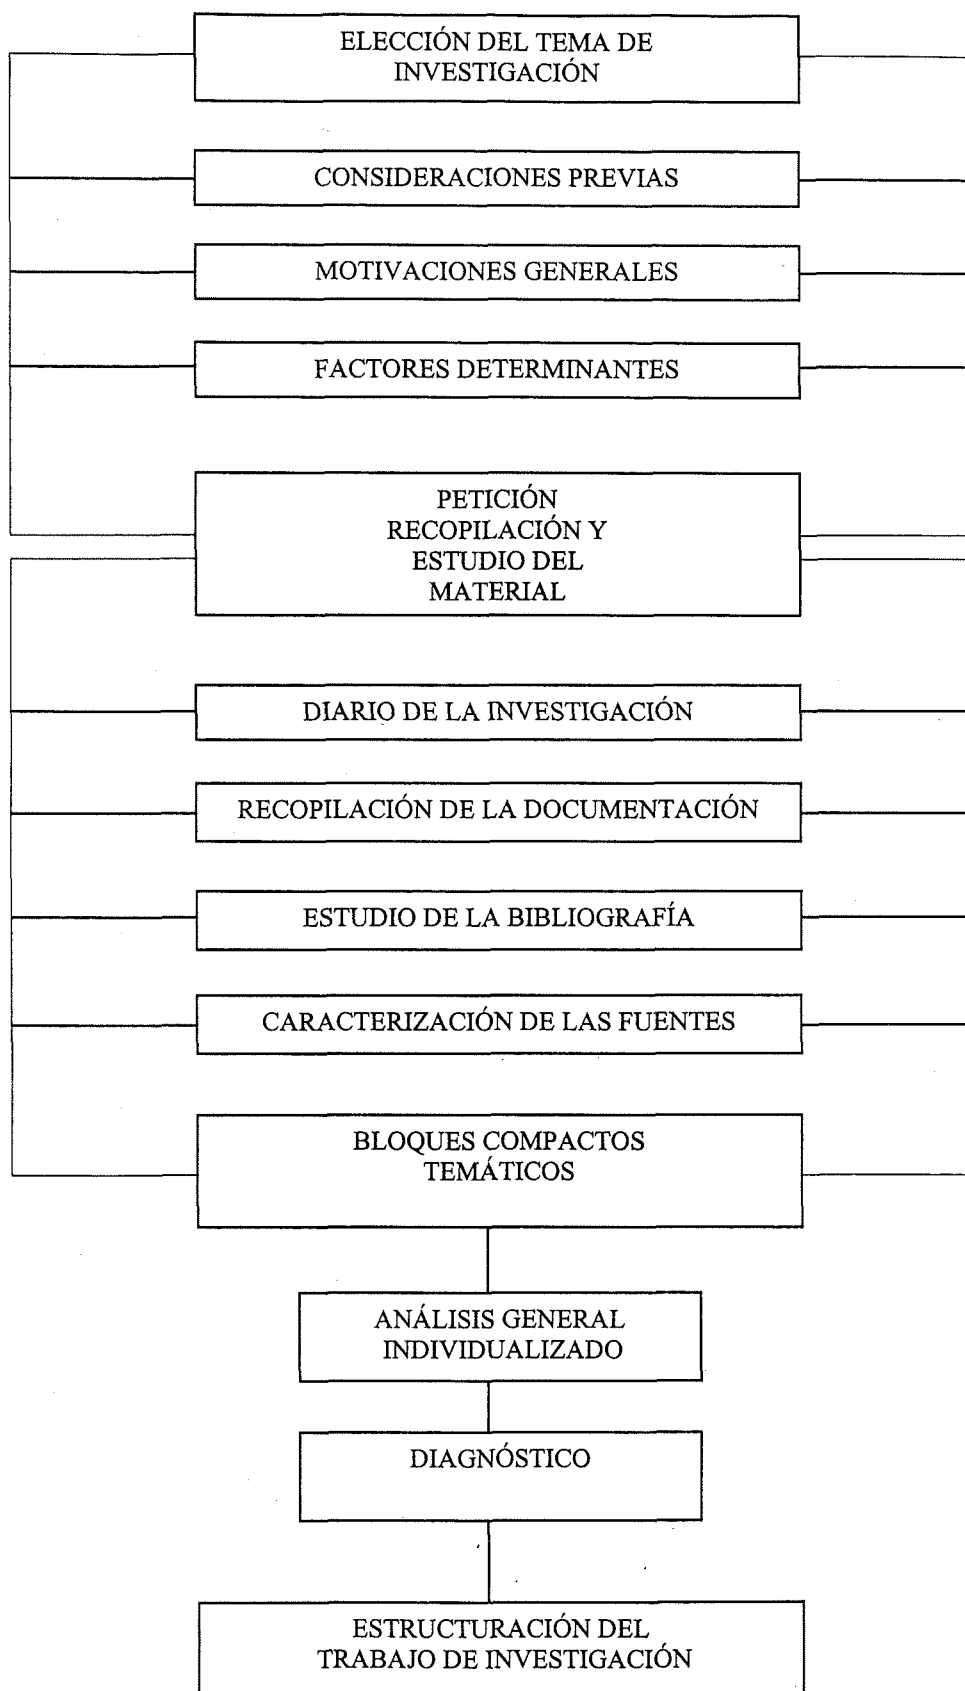 ELECCIÓN DEL TEMA DE
INVESTIGACIÓN
CONSIDERACIONES PREVIAS
MOTIVACIONES GENERALES
FACTORES DETERMINANTES
PETICIÓN
RECOPILACIÓN Y
ESTUDIO DEL
MATERIAL
DIARIO DE LA INVESTIGACIÓN
RECOPILACIÓN DE LA DOCUMENTACIÓN
ESTUDIO DE LA BIBLIOGRAFÍA
CARACTERIZACIÓN DE LAS FUENTES
BLOQUES COMPACTOS
TEMÁTICOS
ANÁLISIS GENERAL
INDIVIDUALIZADO
DIAGNÓSTICO
ESTRUCTURACIÓN DEL
TRABAJO DE INVESTIGACIÓN